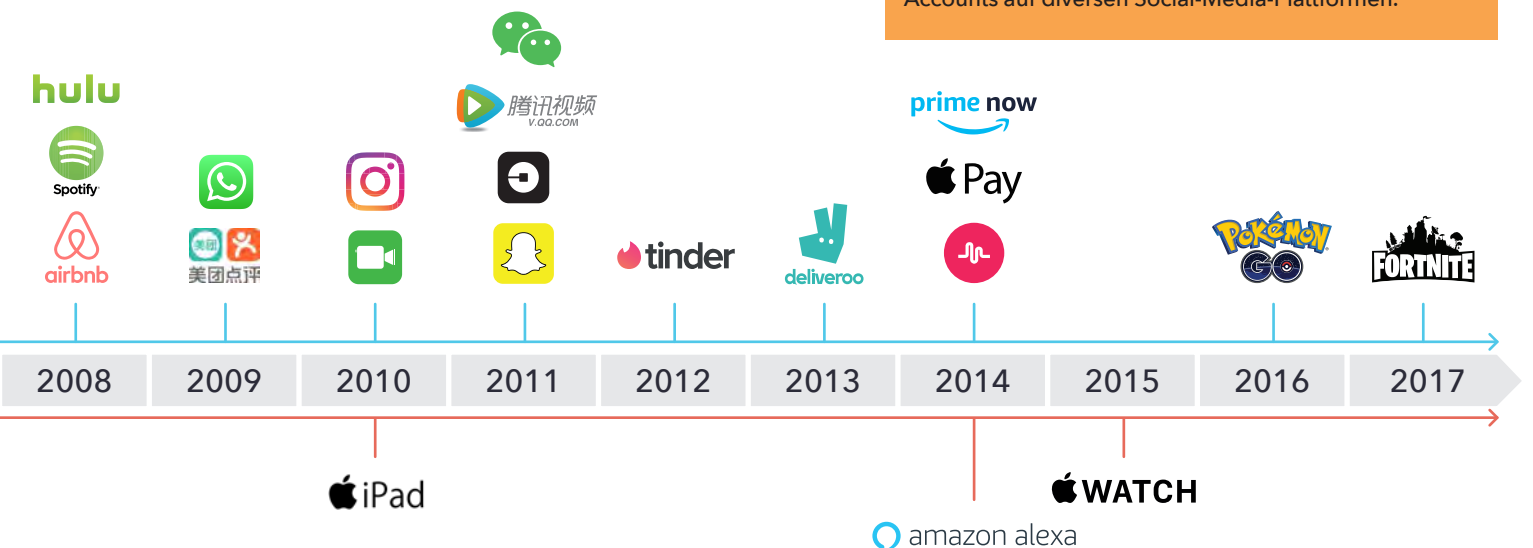 Accounts auf diversen Social-Media-Plattformen.
hulu
Spotify
airbnb
美团
美团点评
腾讯视频
V.QQ.COM
tinder
deliveroo
prime now
Pay
POKÉMON
GO
FORTNITE
2008
2009
2010
2011
2012
2013
2014
2015
2016
2017
iPad
WATCH
amazon alexa